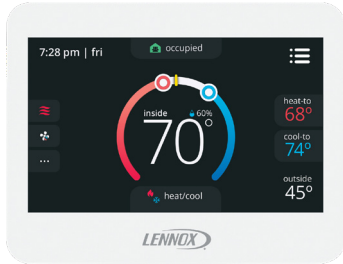 7:28 pm | fri
occupied
inside
60%
70°
heat-to
68°
cool-to
74°
outside
45°
heat/cool
LENNOX